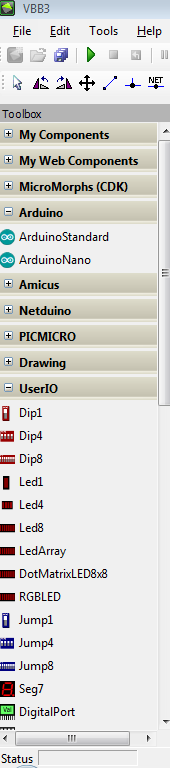 VBB3
File Edit Tools Help
NET
Toolbox
My Components
My Web Components
MicroMorphs (CDK)
Arduino
ArduinoStandard
ArduinoNano
Amicus
Netduino
PICMICRO
Drawing
UserIO
Dip1
Dip4
Dip8
Led1
Led4
Led8
LedArray
DotMatrixLED8x8
RGBLED
Jump1
Jump4
Jump8
Seg7
Val
DigitalPort
Status